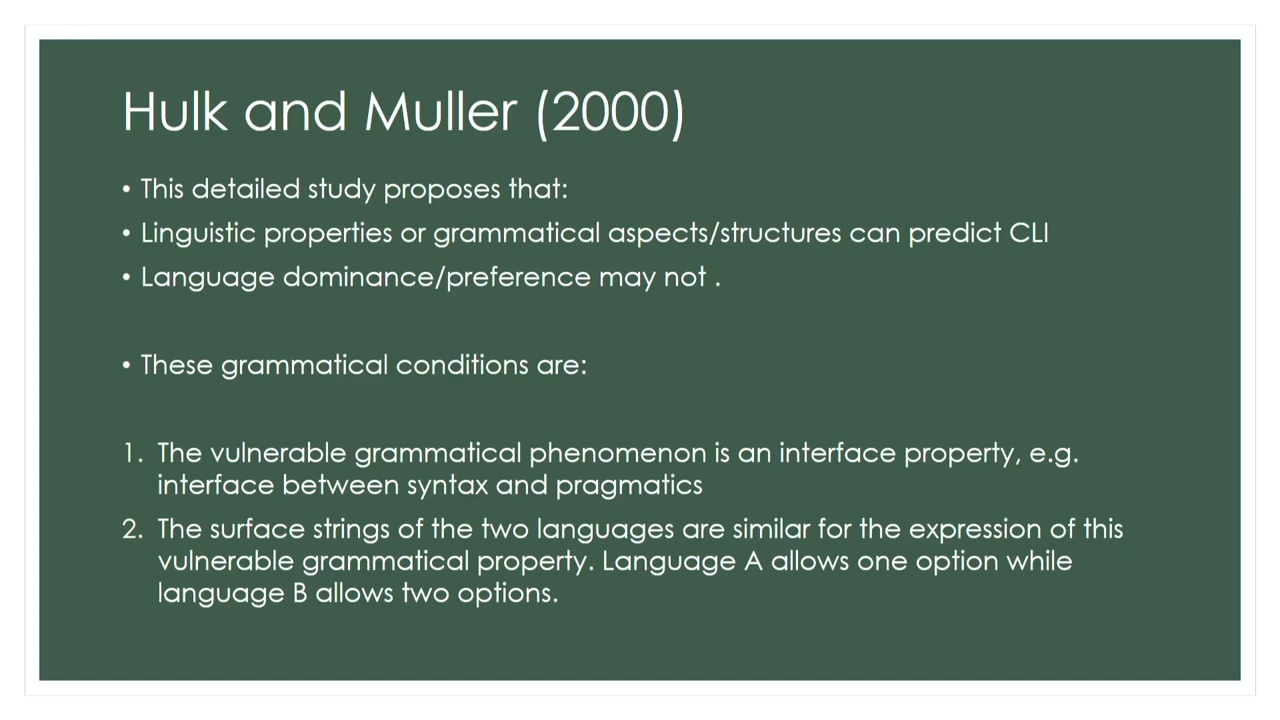 Hulk and Muller (2000)
• This detailed study proposes that:
• Linguistic properties or grammatical aspects/structures can predict CLI
• Language dominance/preference may not .
• These grammatical conditions are:
1. The vulnerable grammatical phenomenon is an interface property, e.g.
interface between syntax and pragmatics
2. The surface strings of the two languages are similar for the expression of this
vulnerable grammatical property. Language A allows one option while
language B allows two options.